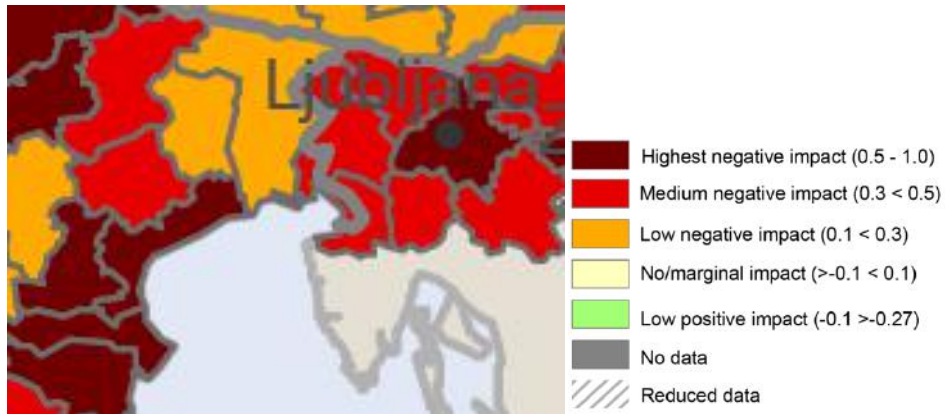 Ljubljana
Highest negative impact (0.5 - 1.0)
Medium negative impact (0.3 < 0.5)
Low negative impact (0.1 < 0.3)
No/marginal impact (>-0.1 < 0.1)
Low positive impact (-0.1 >-0.27)
No data
Reduced data